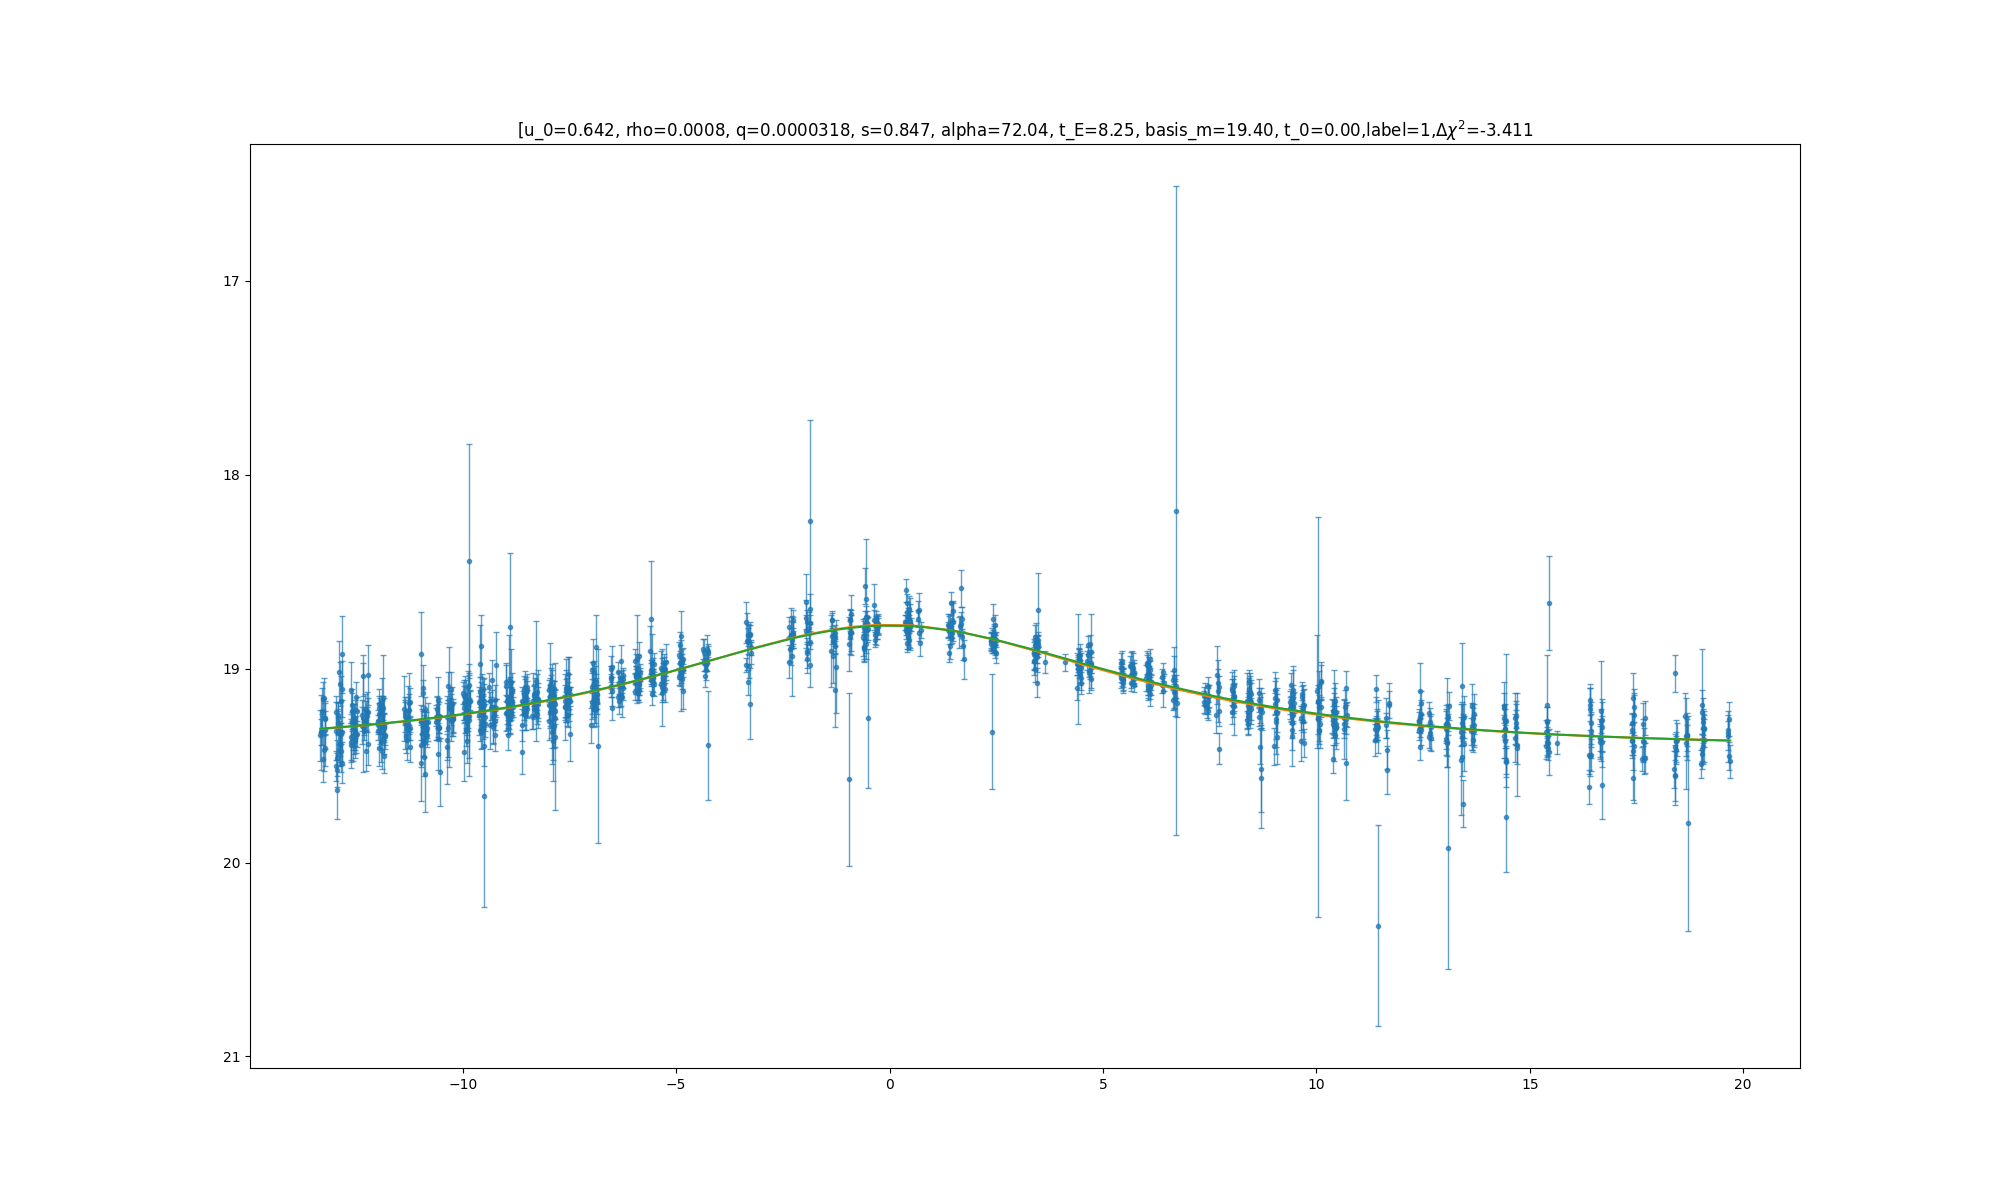 [u_0=0.642, rho=0.0008, q=0.0000318, s=0.847, alpha=72.04, t_E=8.25, basis_m=19.40, t_0=0.00,label=1,Δχ²=-3.411
17
18
19
20
21
−10 −5 0 5 10 15 20